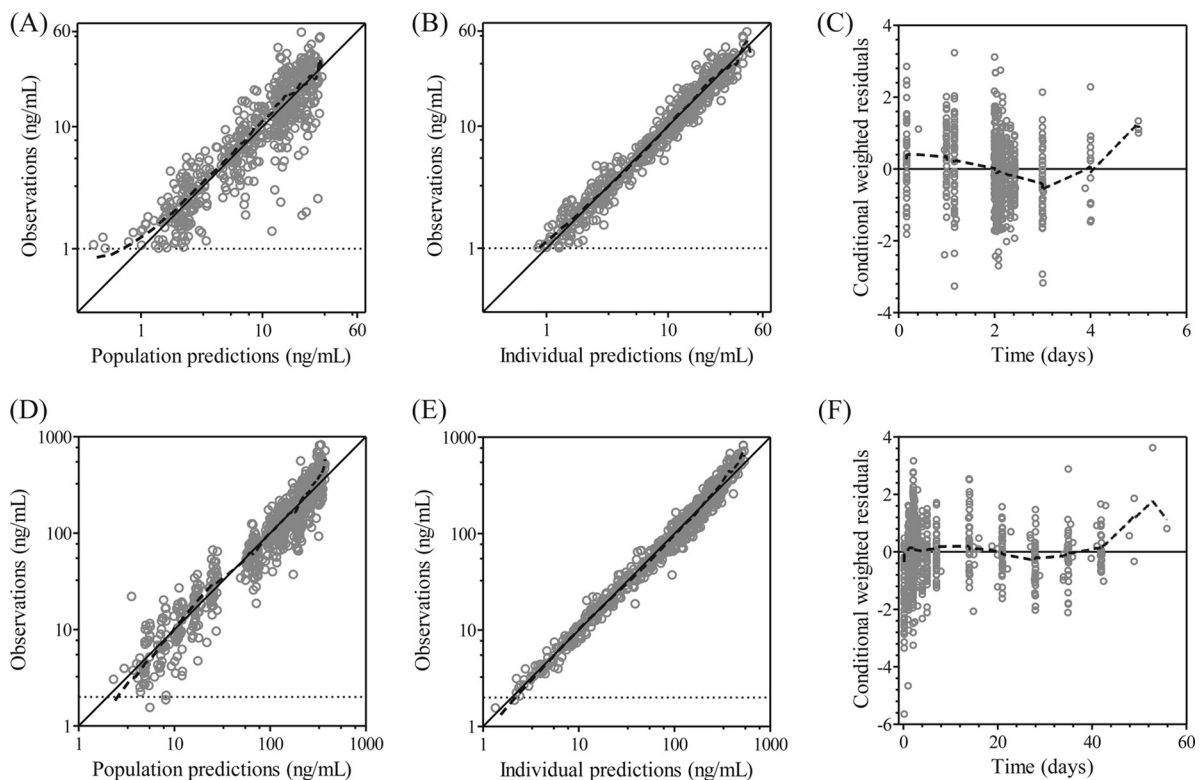 (A)
60
10
1
Observations (ng/mL)
1
10
60
Population predictions (ng/mL)
(B)
60
10
1
Observations (ng/mL)
1
10
60
Individual predictions (ng/mL)
(C)
4
2
0
-2
-4
Conditional weighted residuals
0
2
4
6
Time (days)
(D)
1000
100
10
1
Observations (ng/mL)
1
10
100
1000
Population predictions (ng/mL)
(E)
1000
100
10
1
Observations (ng/mL)
1
10
100
1000
Individual predictions (ng/mL)
(F)
4
2
0
-2
-4
-6
Conditional weighted residuals
0
20
40
60
Time (days)